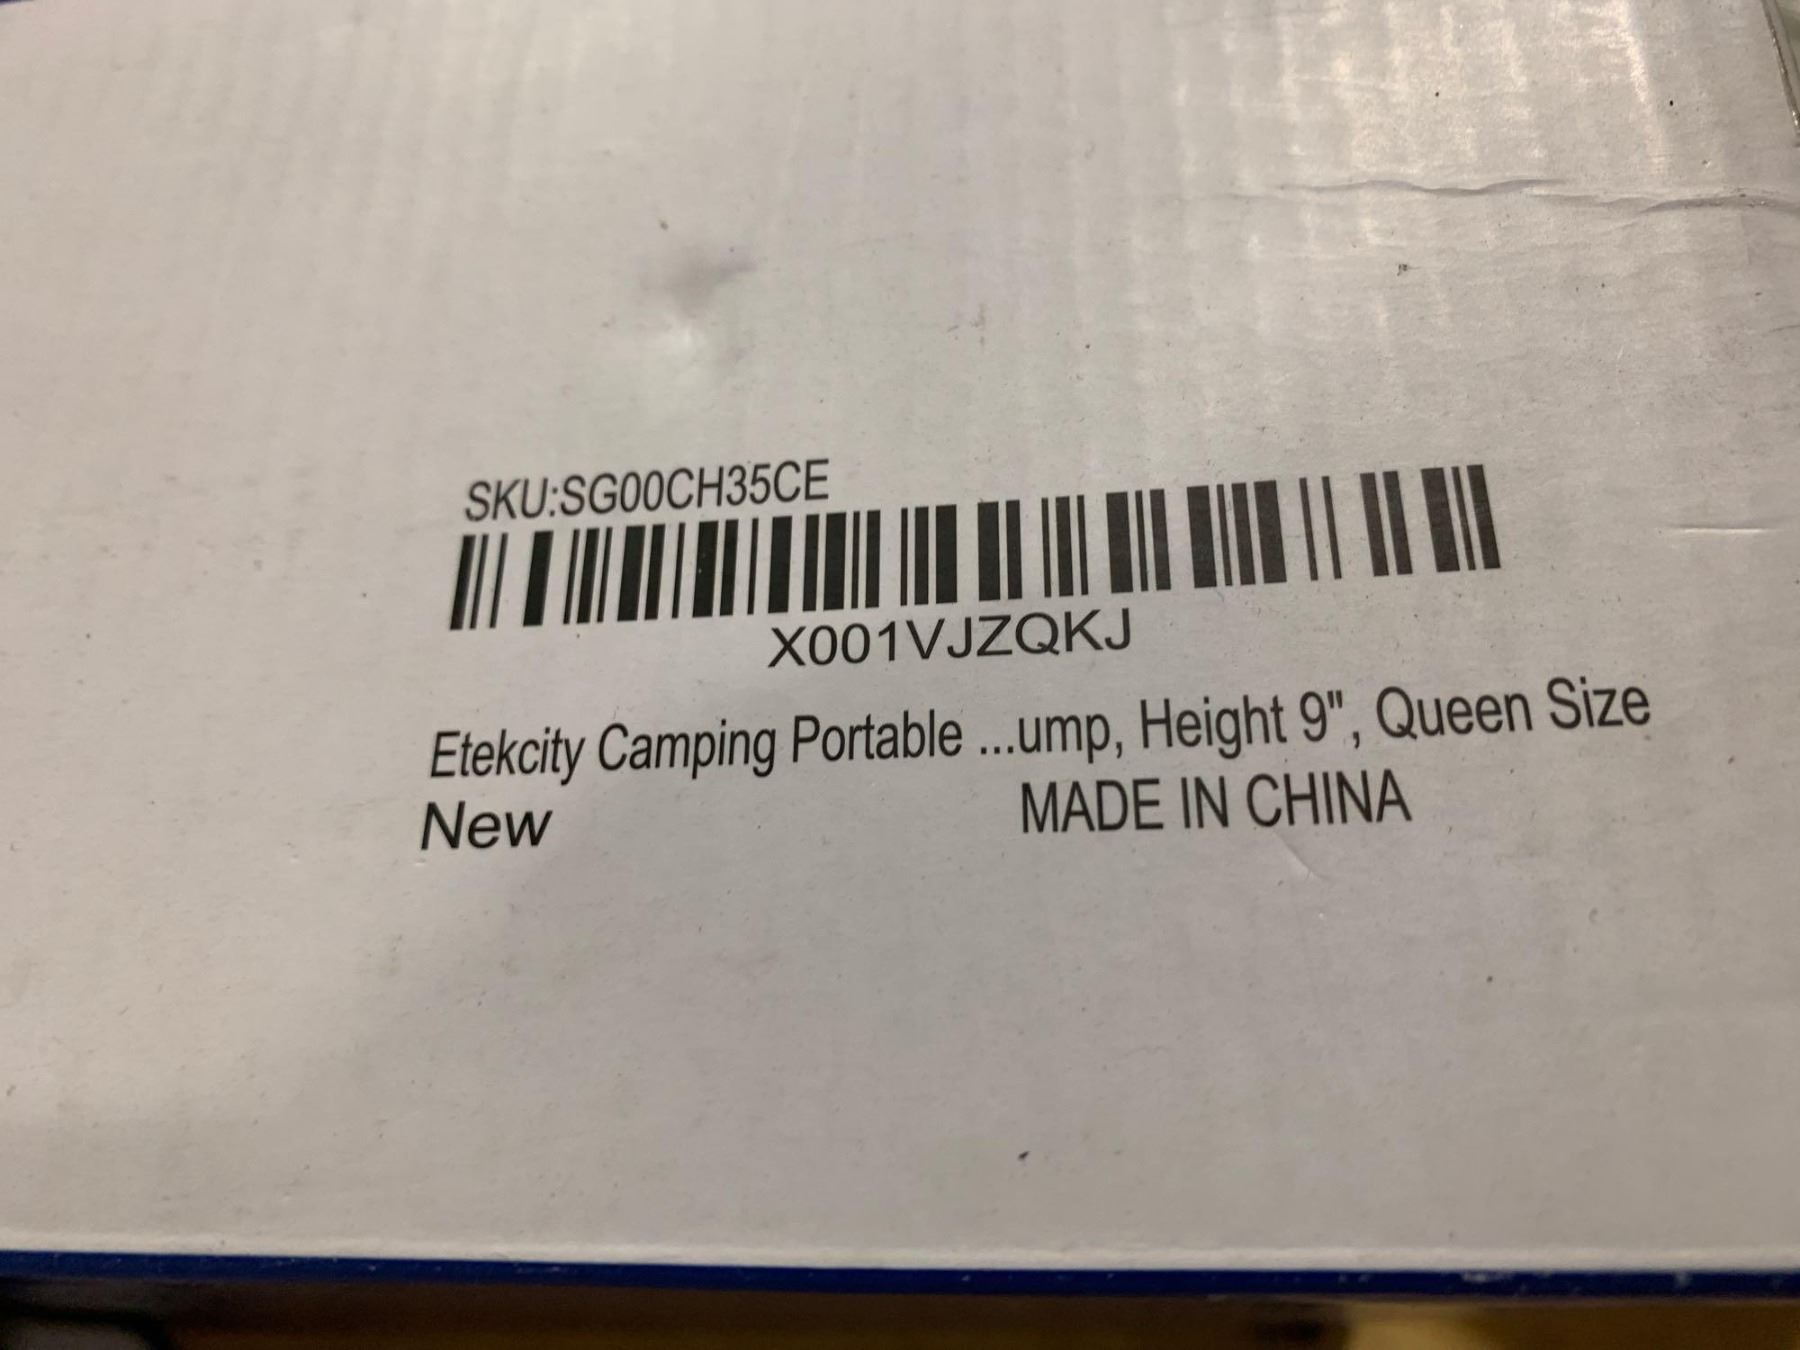 SKU:SG00CH35CE
X001VJZQKJ
Etekcity Camping Portable ...ump, Height 9", Queen Size
New MADE IN CHINA